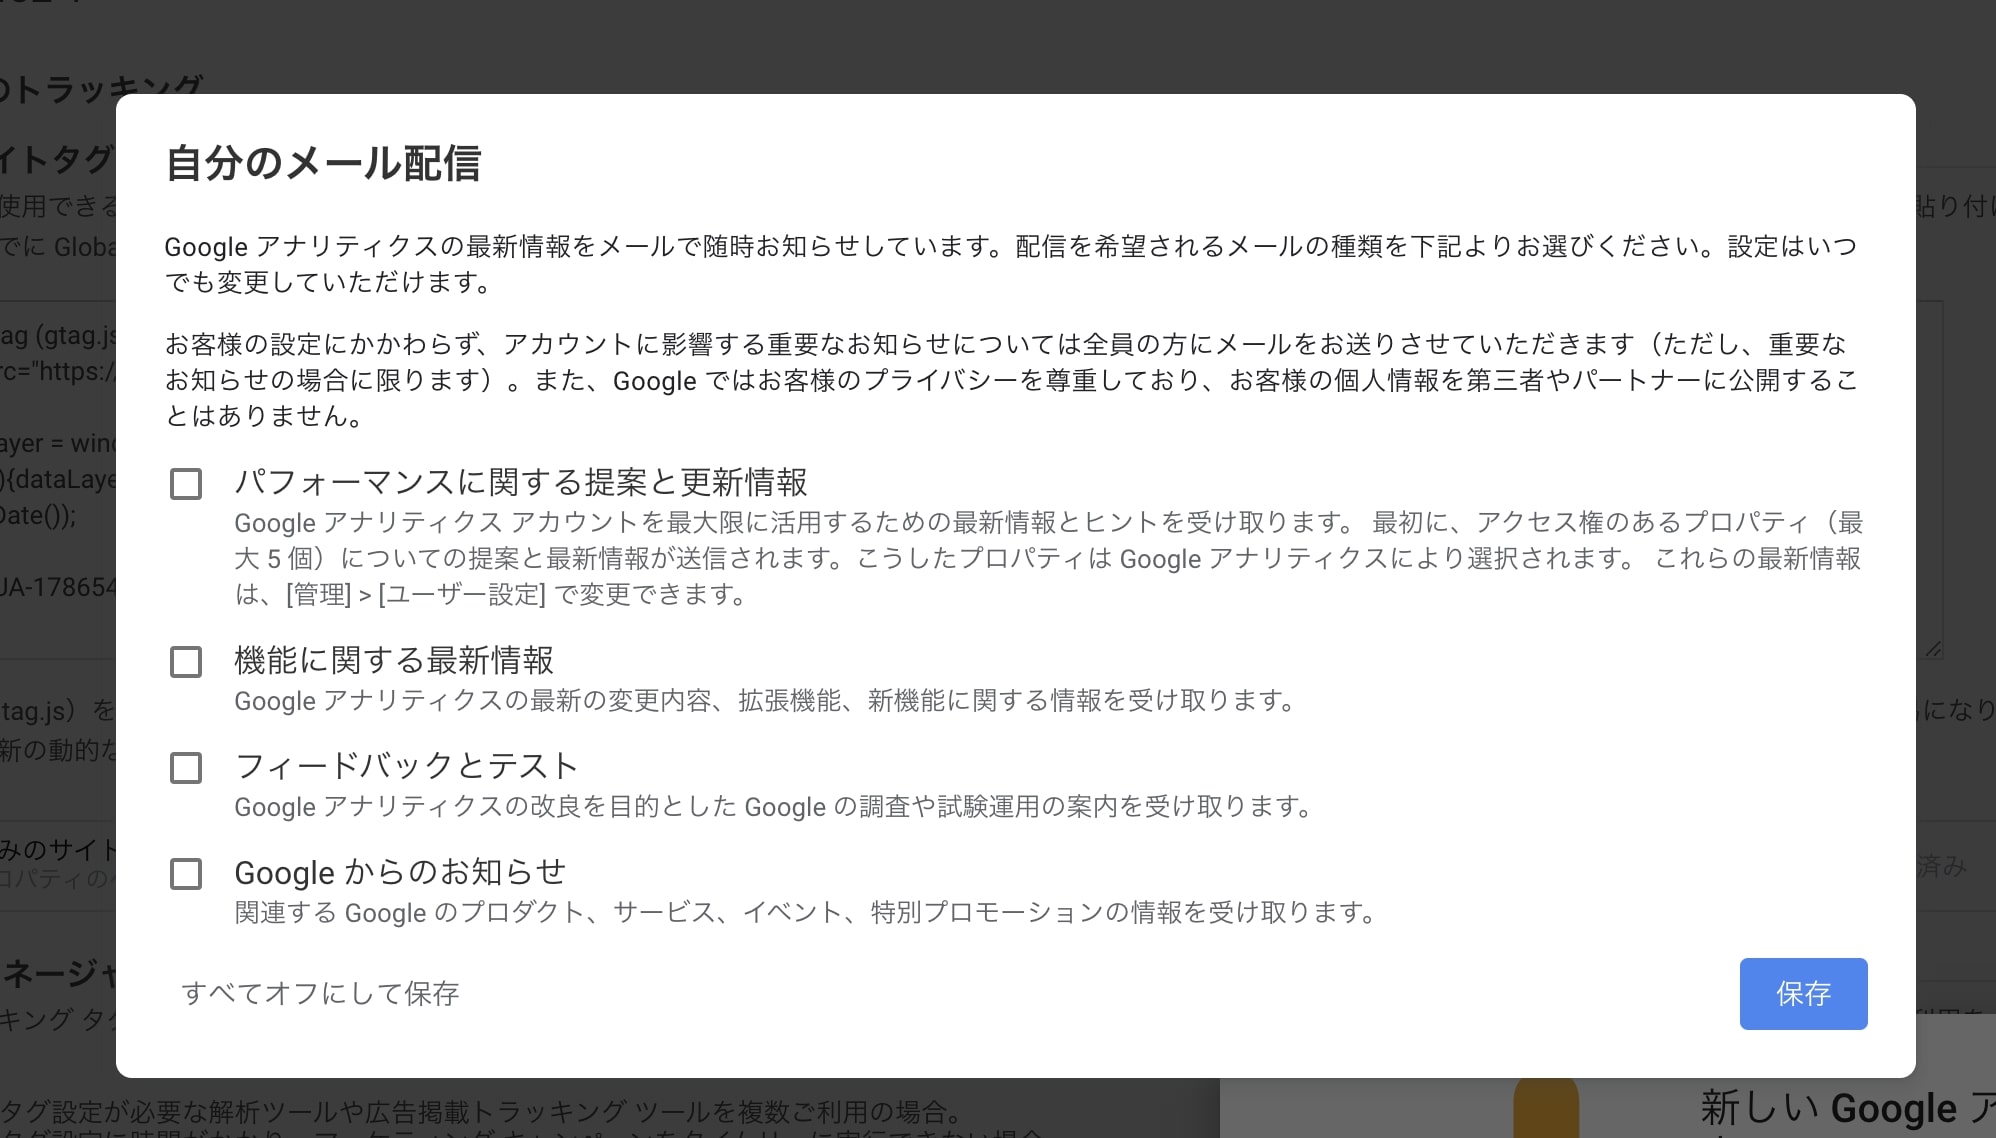 のトラッキング
自分のメール配信
イトタグ
使用できる
貼り付け
Google アナリティクスの最新情報をメールで随時お知らせしています。配信を希望されるメールの種類を下記よりお選びください。設定はいつ
でも変更していただけます。
でに Globa
ag (gtag.js
お客様の設定にかかわらず、アカウントに影響する重要なお知らせについては全員の方にメールをお送りさせていただきます（ただし、重要な
rc="https://
お知らせの場合に限ります）。また、Google ではお客様のプライバシーを尊重しており、お客様の個人情報を第三者やパートナーに公開するこ
とはありません。
ayer = wind
){dataLaye
Date());
パフォーマンスに関する提案と更新情報
Google アナリティクス アカウントを最大限に活用するための最新情報とヒントを受け取ります。 最初に、アクセス権のあるプロパティ（最
大 5 個）についての提案と最新情報が送信されます。こうしたプロパティは Google アナリティクスにより選択されます。 これらの最新情報
は、[管理] > [ユーザー設定] で変更できます。
UA-178654
機能に関する最新情報
Google アナリティクスの最新の変更内容、拡張機能、新機能に関する情報を受け取ります。
tag.js）を
になり
新の動的な
フィードバックとテスト
Google アナリティクスの改良を目的とした Google の調査や試験運用の案内を受け取ります。
みのサイト
ロパティの
済み
Google からのお知らせ
関連する Google のプロダクト、サービス、イベント、特別プロモーションの情報を受け取ります。
ネージャ
キング タグ
すべてオフにして保存
保存
タグ設定が必要な解析ツールや広告掲載トラッキング ツールを複数ご利用の場合。
新しい Google ア